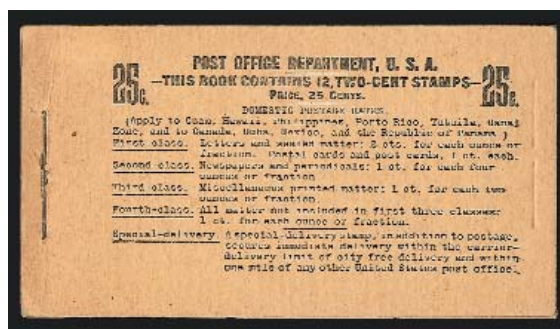 POST OFFICE DEPARTMENT, U. S. A.
25c. —THIS BOOK CONTAINS 12, TWO-CENT STAMPS— 25c.
PRICE, 25 CENTS.
DOMESTIC POSTAGE RATES.
(Apply to Guam, Hawaii, Philippines, Porto Rico, Tutuila, Canal
Zone, and to Canada, Cuba, Mexico, and the Republic of Panama.)
First-class. Letters and sealed matter: 2 cts. for each ounce or
fraction. Postal cards and post cards, 1 ct. each.
Second-class. Newspapers and periodicals: 1 ct. for each four
ounces or fraction
Third-class. Miscellaneous printed matter: 1 ct. for each two
ounces or fraction.
Fourth-class. All matter not included in first three classes:
1 ct. for each ounce or fraction.
Special-delivery. A special-delivery stamp, in addition to postage,
secures immediate delivery within the carrier-
delivery limit of city free delivery and within
one mile of any other United States post office.